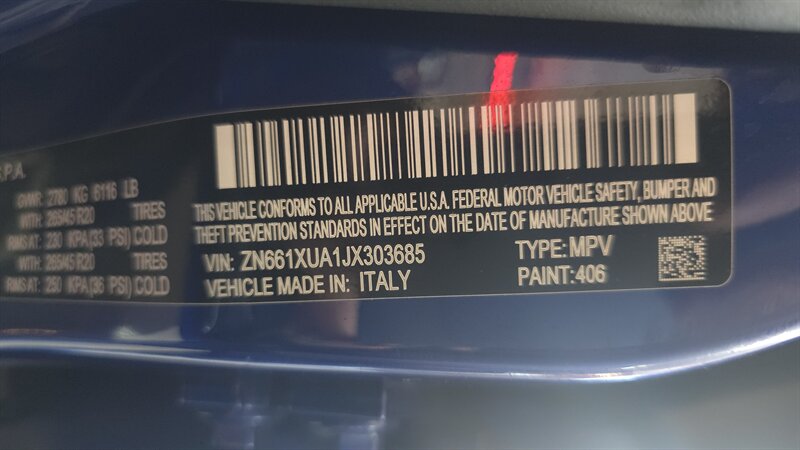 S.P.A.
GVWR: 2780 KG 6116 LB
WITH: 265/45 R20 TIRES
RIMS AT: 230 KPA(33 PSI) COLD
WITH: 265/45 R20 TIRES
RIMS AT: 250 KPA(36 PSI) COLD
THIS VEHICLE CONFORMS TO ALL APPLICABLE U.S.A. FEDERAL MOTOR VEHICLE SAFETY, BUMPER AND
THEFT PREVENTION STANDARDS IN EFFECT ON THE DATE OF MANUFACTURE SHOWN ABOVE
VIN: ZN661XUA1JX303685 TYPE: MPV
VEHICLE MADE IN: ITALY PAINT: 406